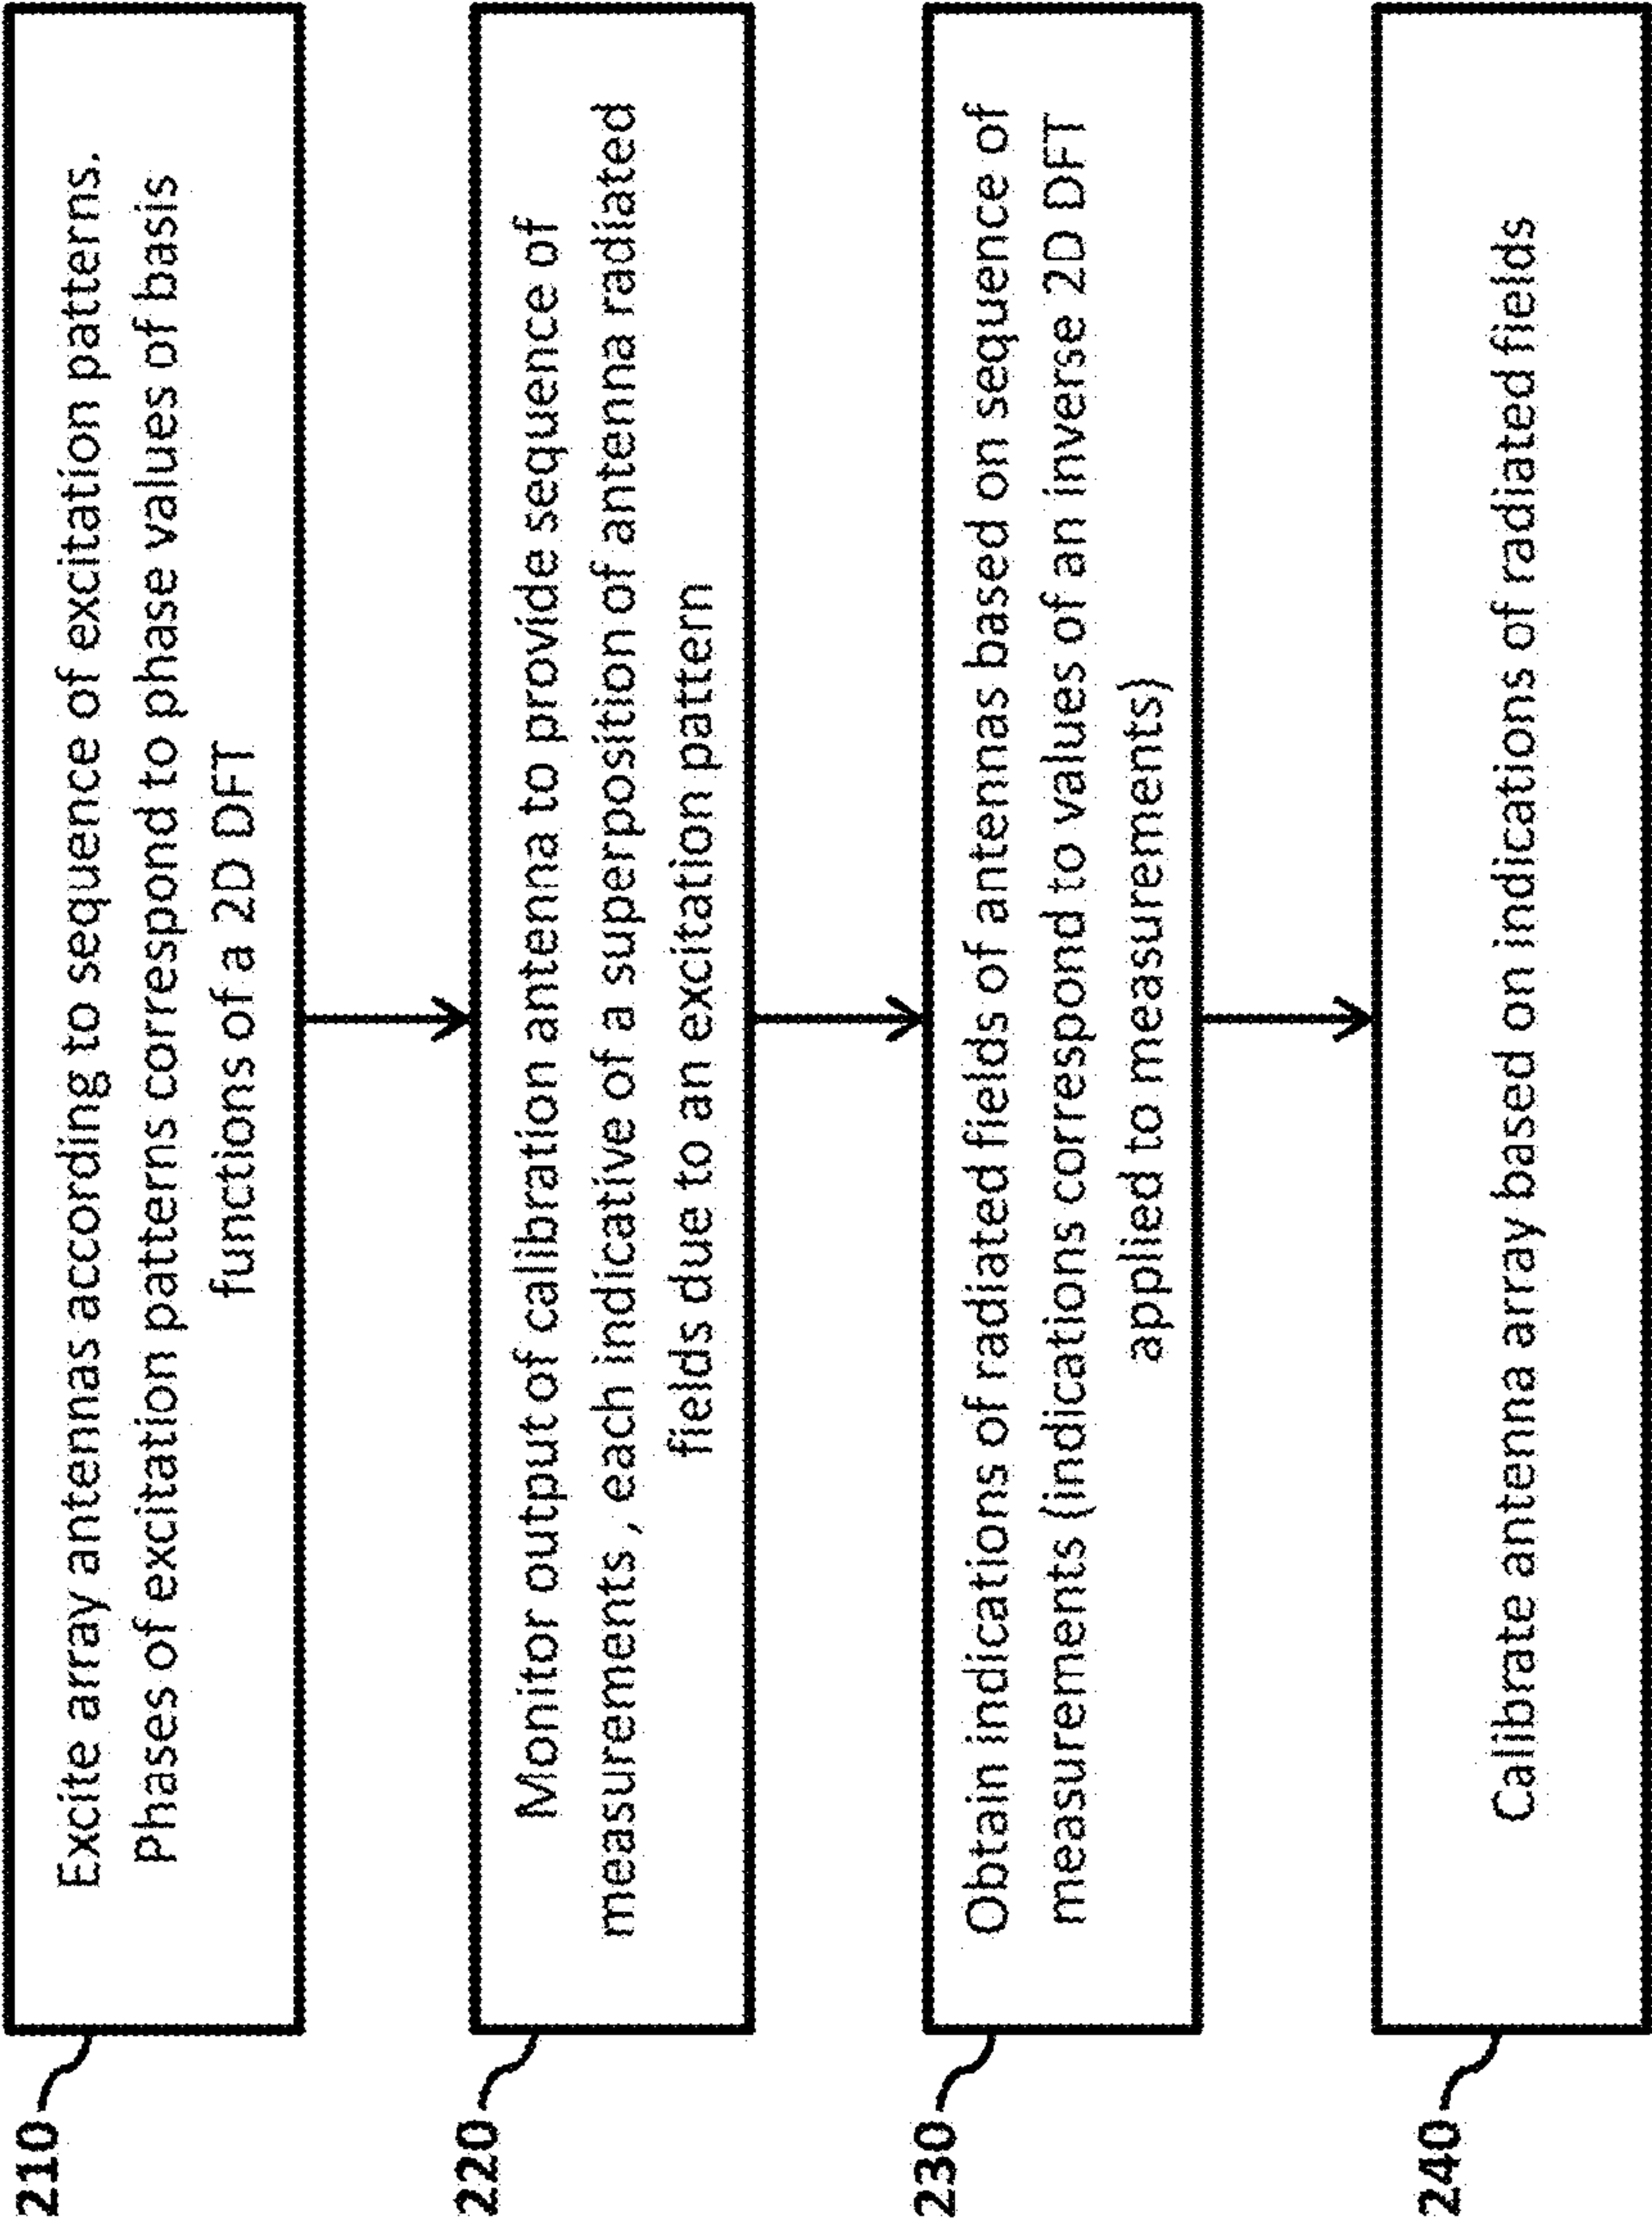 210
Excite array antennas according to sequence of excitation patterns.
Phases of excitation patterns correspond to phase values of basis
functions of a 2D DFT
220
Monitor output of calibration antenna to provide sequence of
measurements , each indicative of a superposition of antenna radiated
fields due to an excitation pattern
230
Obtain indications of radiated fields of antennas based on sequence of
measurements (indications correspond to values of an inverse 2D DFT
applied to measurements)
240
Calibrate antenna array based on indications of radiated fields